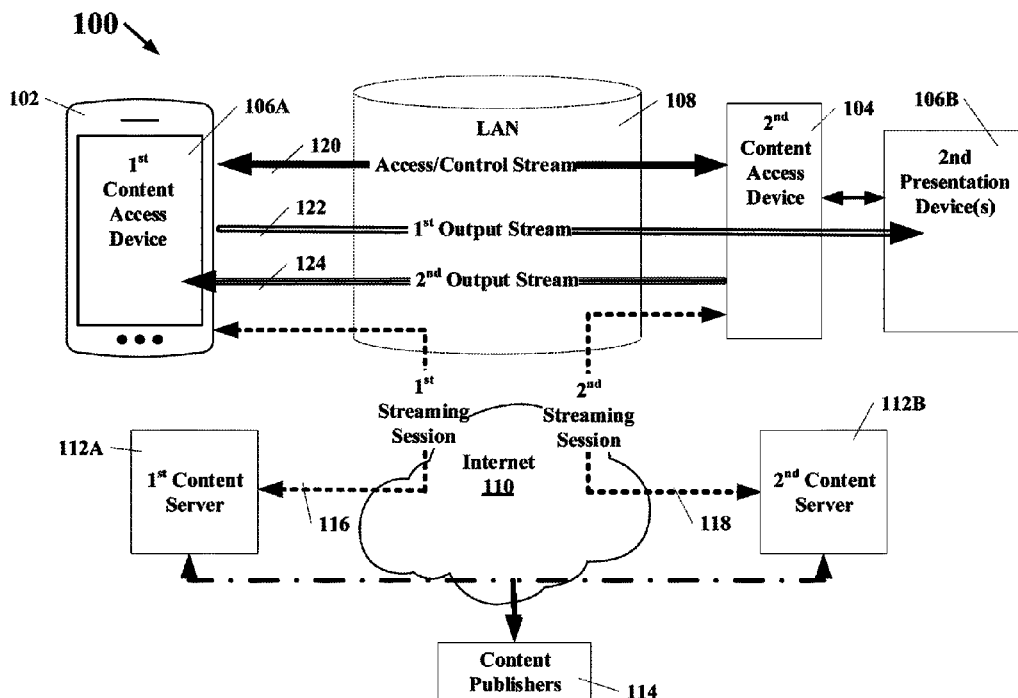 100
102
106A
1st
Content
Access
Device
LAN
108
120
Access/Control Stream
122
1st Output Stream
124
2nd Output Stream
2nd
Content
Access
Device
104
106B
2nd
Presentation
Device(s)
1st
Streaming
Session
2nd
Streaming
Session
Internet
110
112A
1st Content
Server
116
118
112B
2nd Content
Server
Content
Publishers
114